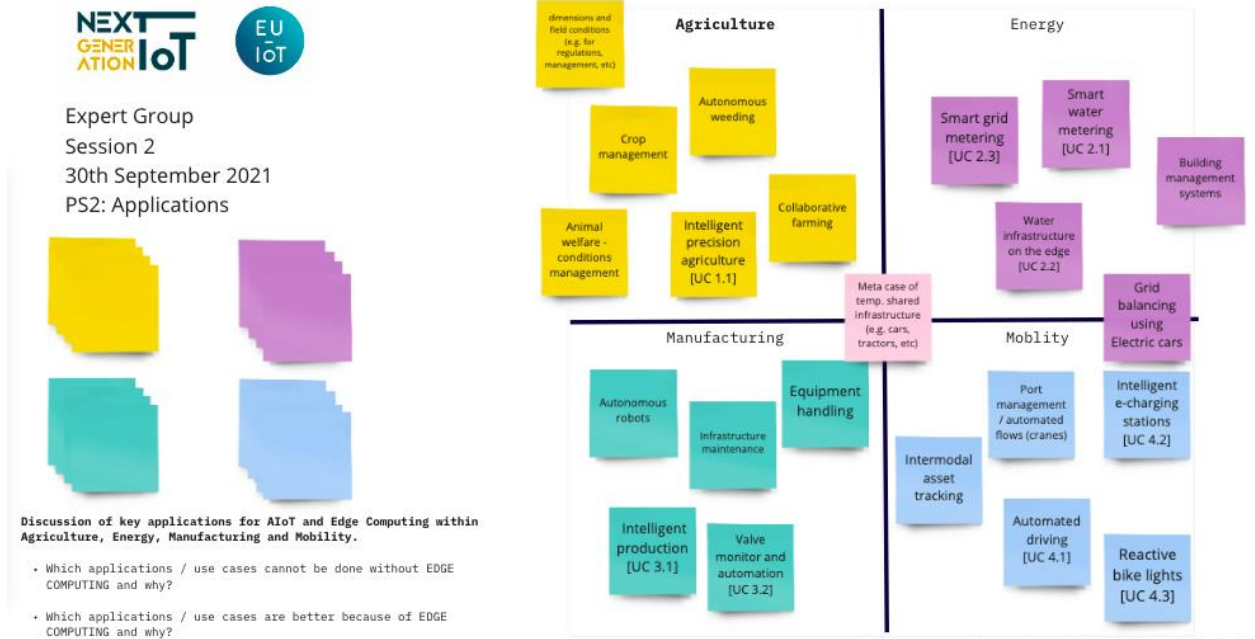 NEXT
GENER
ATION IoT
EU
-
IoT
Expert Group
Session 2
30th September 2021
PS2: Applications
Discussion of key applications for AIoT and Edge Computing within
Agriculture, Energy, Manufacturing and Mobility.
• Which applications / use cases cannot be done without EDGE
COMPUTING and why?
• Which applications / use cases are better because of EDGE
COMPUTING and why?
Agriculture
dimensions and
field conditions
(e.g. for
regulations,
management, etc)
Autonomous
weeding
Crop
management
Collaborative
farming
Animal
welfare -
conditions
management
Intelligent
precision
agriculture
[UC 1.1]
Energy
Smart grid
metering
[UC 2.3]
Smart
water
metering
[UC 2.1]
Building
management
systems
Water
infrastructure
on the edge
[UC 2.2]
Grid
balancing
using
Electric cars
Meta case of
temp. shared
infrastructure
(e.g. cars,
tractors, etc)
Manufacturing
Autonomous
robots
Infrastructure
maintenance
Equipment
handling
Intelligent
production
[UC 3.1]
Valve
monitor and
automation
[UC 3.2]
Moblity
Port
management
/ automated
flows (cranes)
Intelligent
e-charging
stations
[UC 4.2]
Intermodal
asset
tracking
Automated
driving
[UC 4.1]
Reactive
bike lights
[UC 4.3]